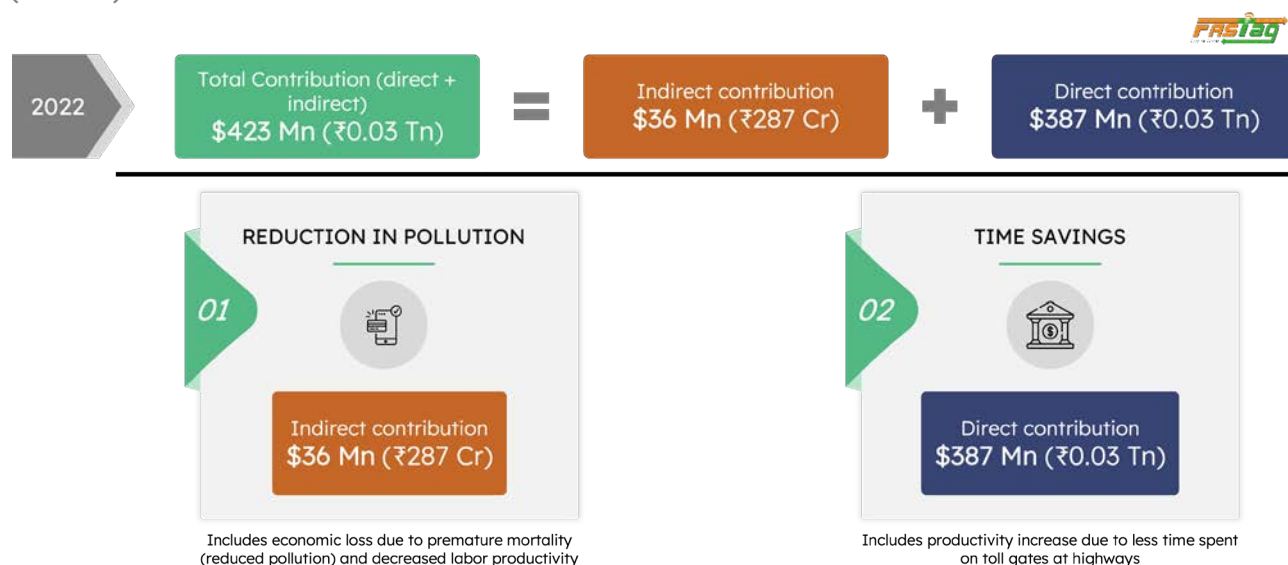 FASTag
2022
Total Contribution (direct +
indirect)
$423 Mn (₹0.03 Tn)
=
Indirect contribution
$36 Mn (₹287 Cr)
+
Direct contribution
$387 Mn (₹0.03 Tn)
REDUCTION IN POLLUTION
01
Indirect contribution
$36 Mn (₹287 Cr)
Includes economic loss due to premature mortality
(reduced pollution) and decreased labor productivity
TIME SAVINGS
02
Direct contribution
$387 Mn (₹0.03 Tn)
Includes productivity increase due to less time spent
on toll gates at highways